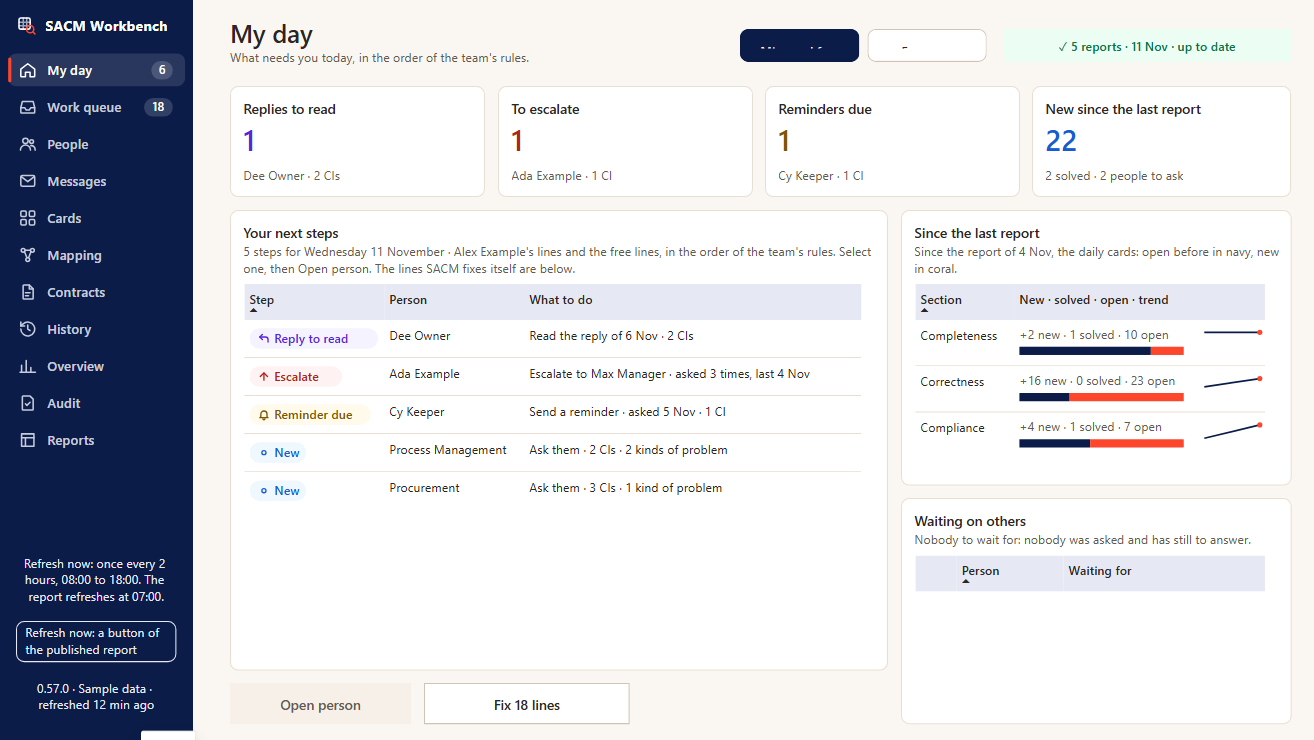 SACM Workbench
My day
6
Work queue
18
People
Messages
Cards
Mapping
Contracts
History
Overview
Audit
Reports
Refresh now: once every 2
hours, 08:00 to 18:00. The
report refreshes at 07:00.
Refresh now: a button of
the published report
0.57.0 · Sample data ·
refreshed 12 min ago
My day
What needs you today, in the order of the team's rules.
✓ 5 reports · 11 Nov · up to date
Replies to read
1
Dee Owner · 2 CIs
To escalate
1
Ada Example · 1 CI
Reminders due
1
Cy Keeper · 1 CI
New since the last report
22
2 solved · 2 people to ask
Your next steps
5 steps for Wednesday 11 November · Alex Example's lines and the free lines, in the order of the team's rules. Select
one, then Open person. The lines SACM fixes itself are below.
Step Person What to do
Reply to read Dee Owner Read the reply of 6 Nov · 2 CIs
Escalate Ada Example Escalate to Max Manager · asked 3 times, last 4 Nov
Reminder due Cy Keeper Send a reminder · asked 5 Nov · 1 CI
New Process Management Ask them · 2 CIs · 2 kinds of problem
New Procurement Ask them · 3 CIs · 1 kind of problem
Open person
Fix 18 lines
Since the last report
Since the report of 4 Nov, the daily cards: open before in navy, new
in coral.
Section New · solved · open · trend
Completeness +2 new · 1 solved · 10 open
Correctness +16 new · 0 solved · 23 open
Compliance +4 new · 1 solved · 7 open
Waiting on others
Nobody to wait for: nobody was asked and has still to answer.
Person Waiting for